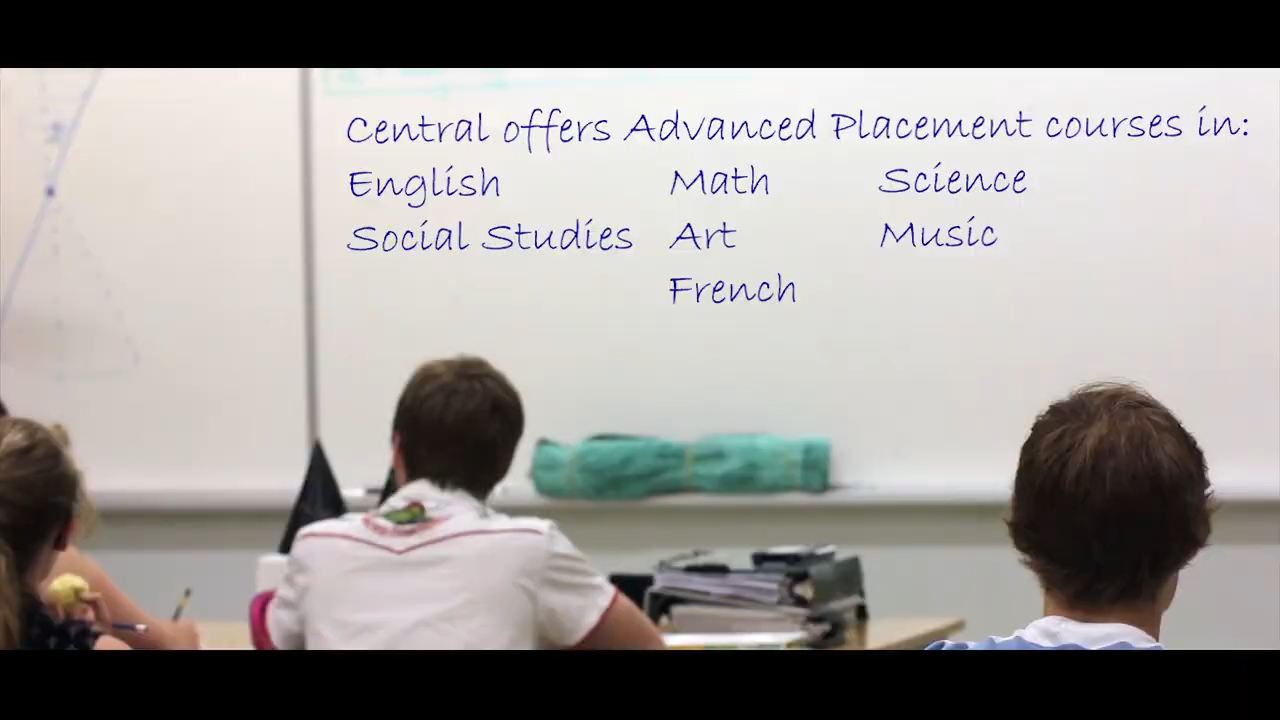 Central offers Advanced Placement courses in:
English Math Science
Social Studies Art Music
French